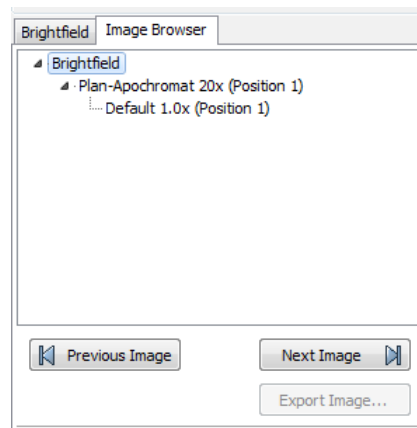 Brightfield Image Browser
Brightfield
Plan-Apochromat 20x (Position 1)
Default 1.0x (Position 1)
Previous Image Next Image
Export Image...